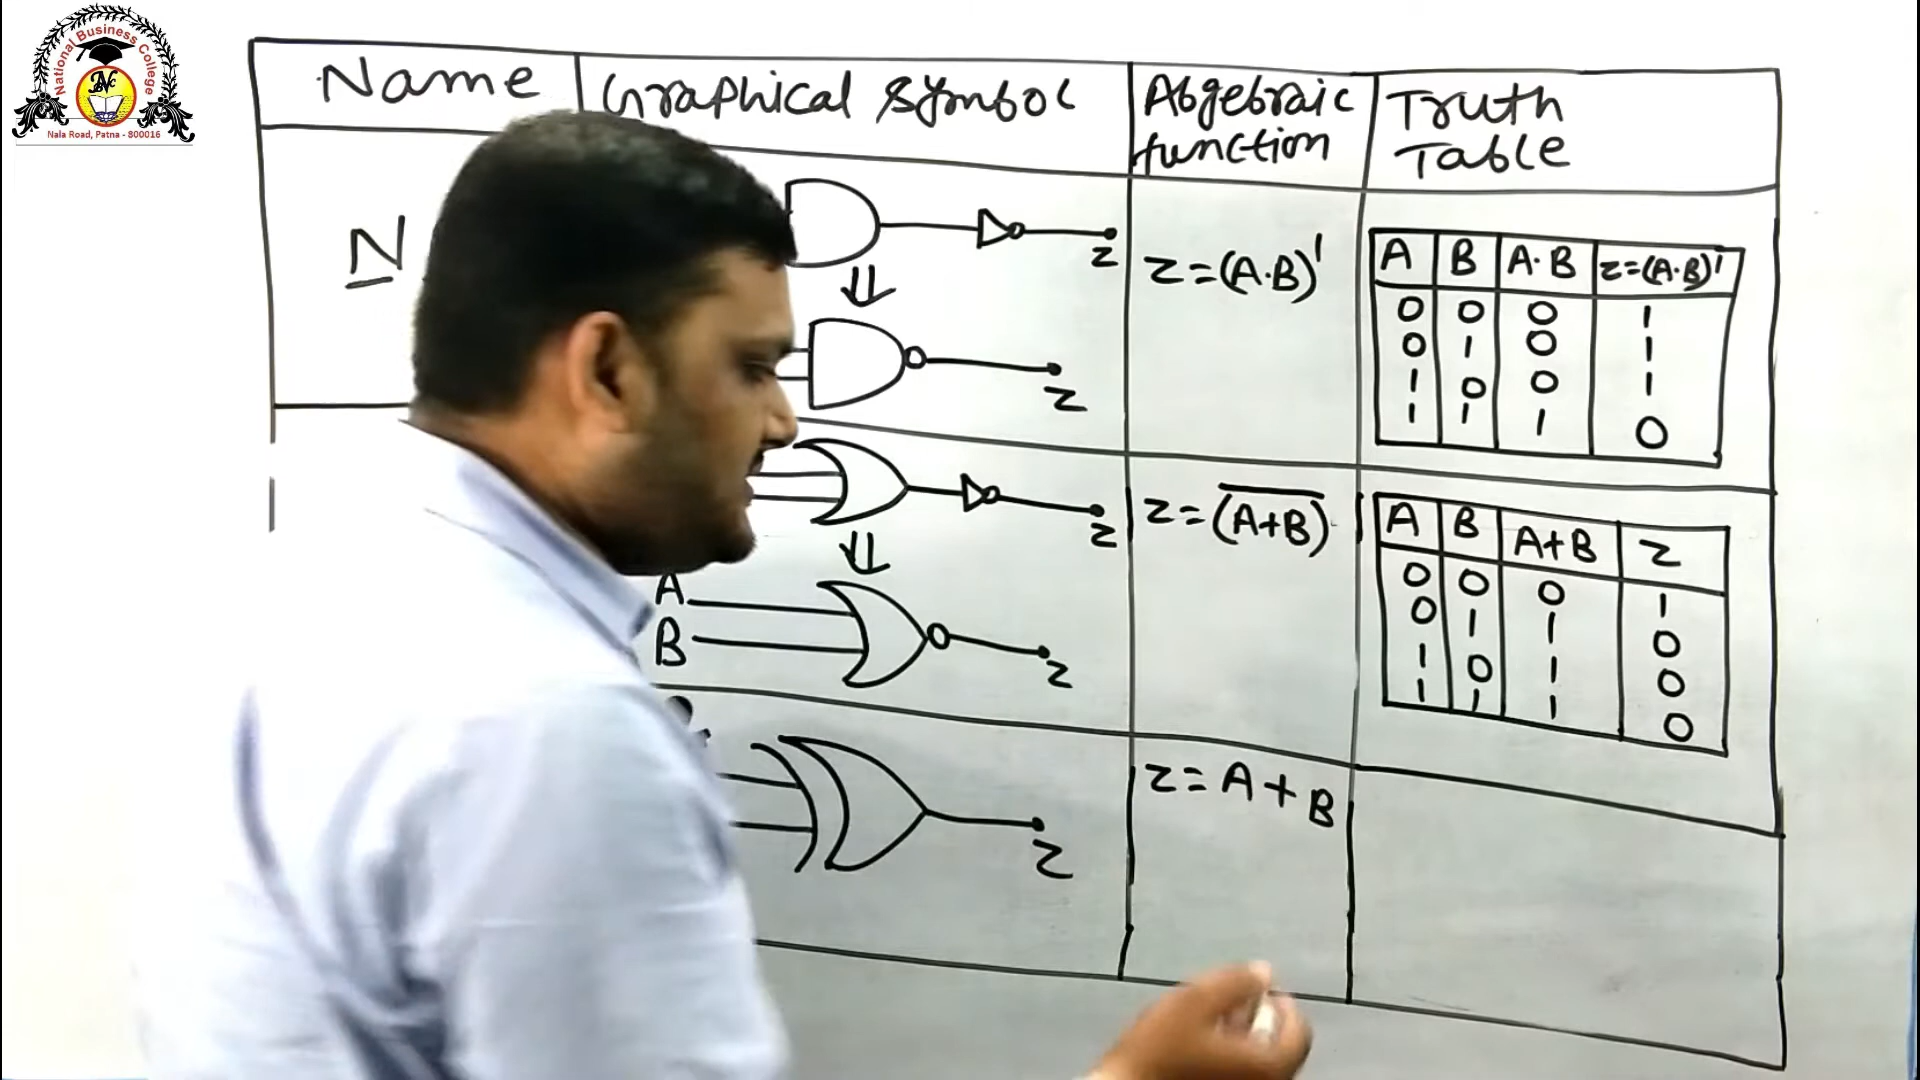 National Business College
NBC
Nala Road, Patna - 800016
Name Graphical Symbol Algebraic function Truth Table
N
z
z = (A·B)'
A B A·B z=(A·B)'
0 0 0 1
0 1 0 1
1 0 0 1
1 1 1 0
z
z
z = \overline{(A+B)}
A B A+B z
0 0 0 1
0 1 1 0
1 0 1 0
1 1 1 0
A
B
z
z = A + B
z